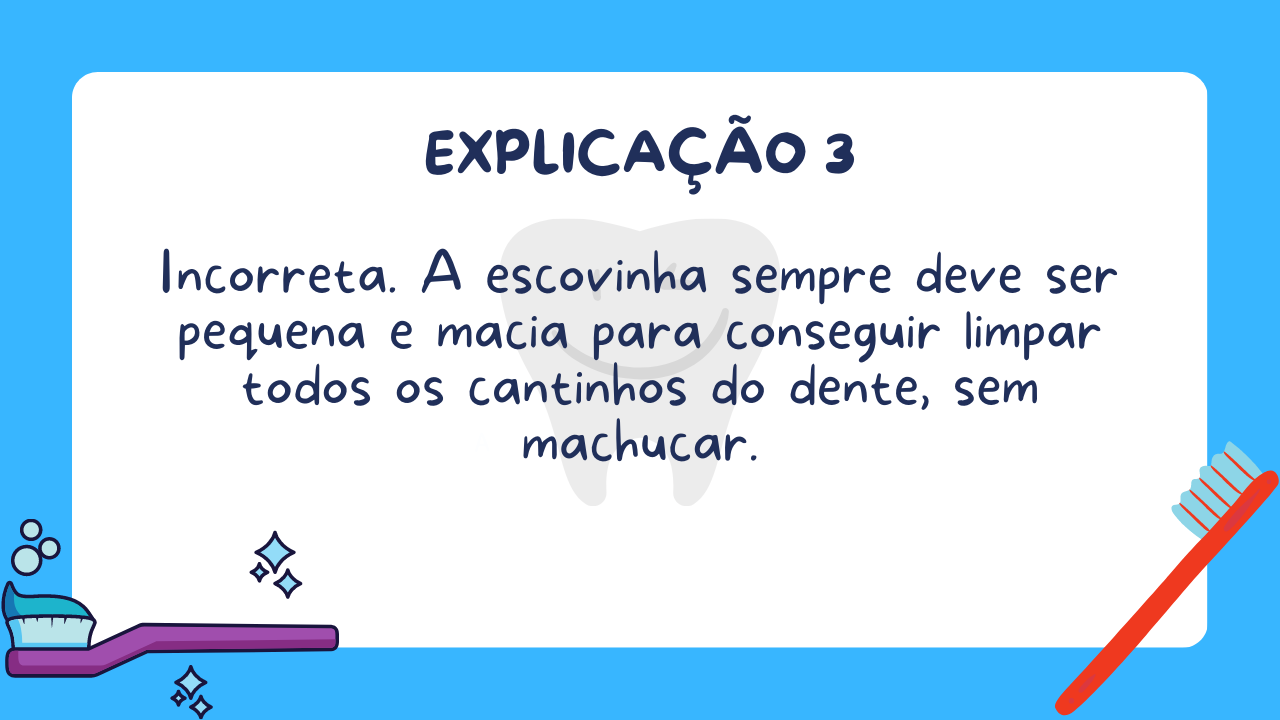 EXPLICAÇÃO 3
Incorreta. A escovinha sempre deve ser
pequena e macia para conseguir limpar
todos os cantinhos do dente, sem
machucar.